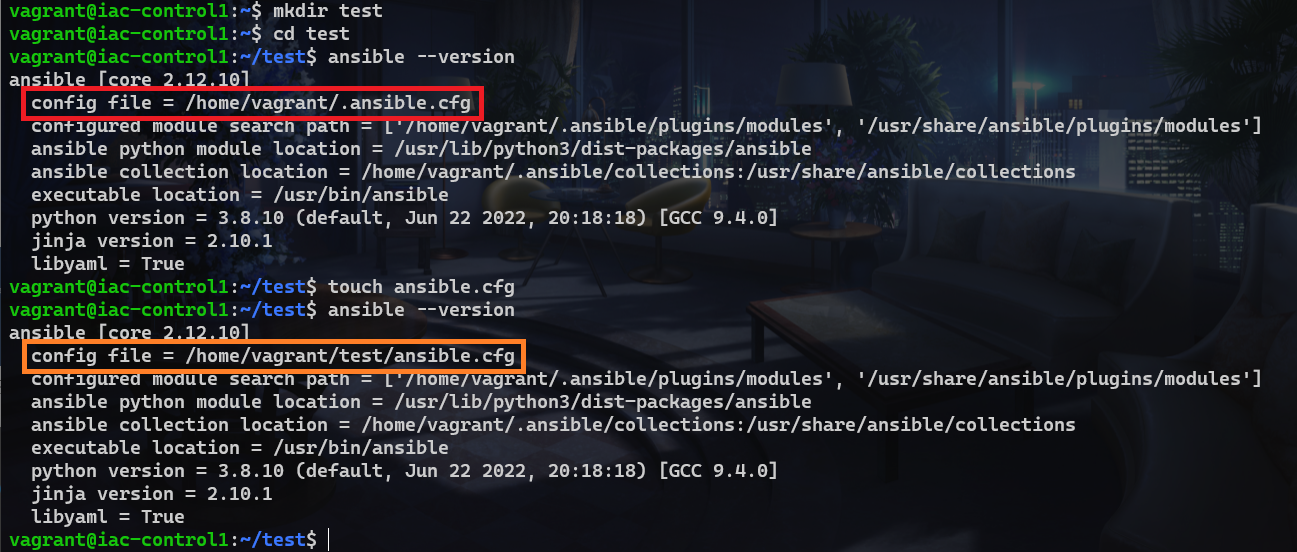 vagrant@iac-control1:~$ mkdir test
vagrant@iac-control1:~$ cd test
vagrant@iac-control1:~/test$ ansible --version
ansible [core 2.12.10]
  config file = /home/vagrant/.ansible.cfg
  configured module search path = ['/home/vagrant/.ansible/plugins/modules', '/usr/share/ansible/plugins/modules']
  ansible python module location = /usr/lib/python3/dist-packages/ansible
  ansible collection location = /home/vagrant/.ansible/collections:/usr/share/ansible/collections
  executable location = /usr/bin/ansible
  python version = 3.8.10 (default, Jun 22 2022, 20:18:18) [GCC 9.4.0]
  jinja version = 2.10.1
  libyaml = True
vagrant@iac-control1:~/test$ touch ansible.cfg
vagrant@iac-control1:~/test$ ansible --version
ansible [core 2.12.10]
  config file = /home/vagrant/test/ansible.cfg
  configured module search path = ['/home/vagrant/.ansible/plugins/modules', '/usr/share/ansible/plugins/modules']
  ansible python module location = /usr/lib/python3/dist-packages/ansible
  ansible collection location = /home/vagrant/.ansible/collections:/usr/share/ansible/collections
  executable location = /usr/bin/ansible
  python version = 3.8.10 (default, Jun 22 2022, 20:18:18) [GCC 9.4.0]
  jinja version = 2.10.1
  libyaml = True
vagrant@iac-control1:~/test$